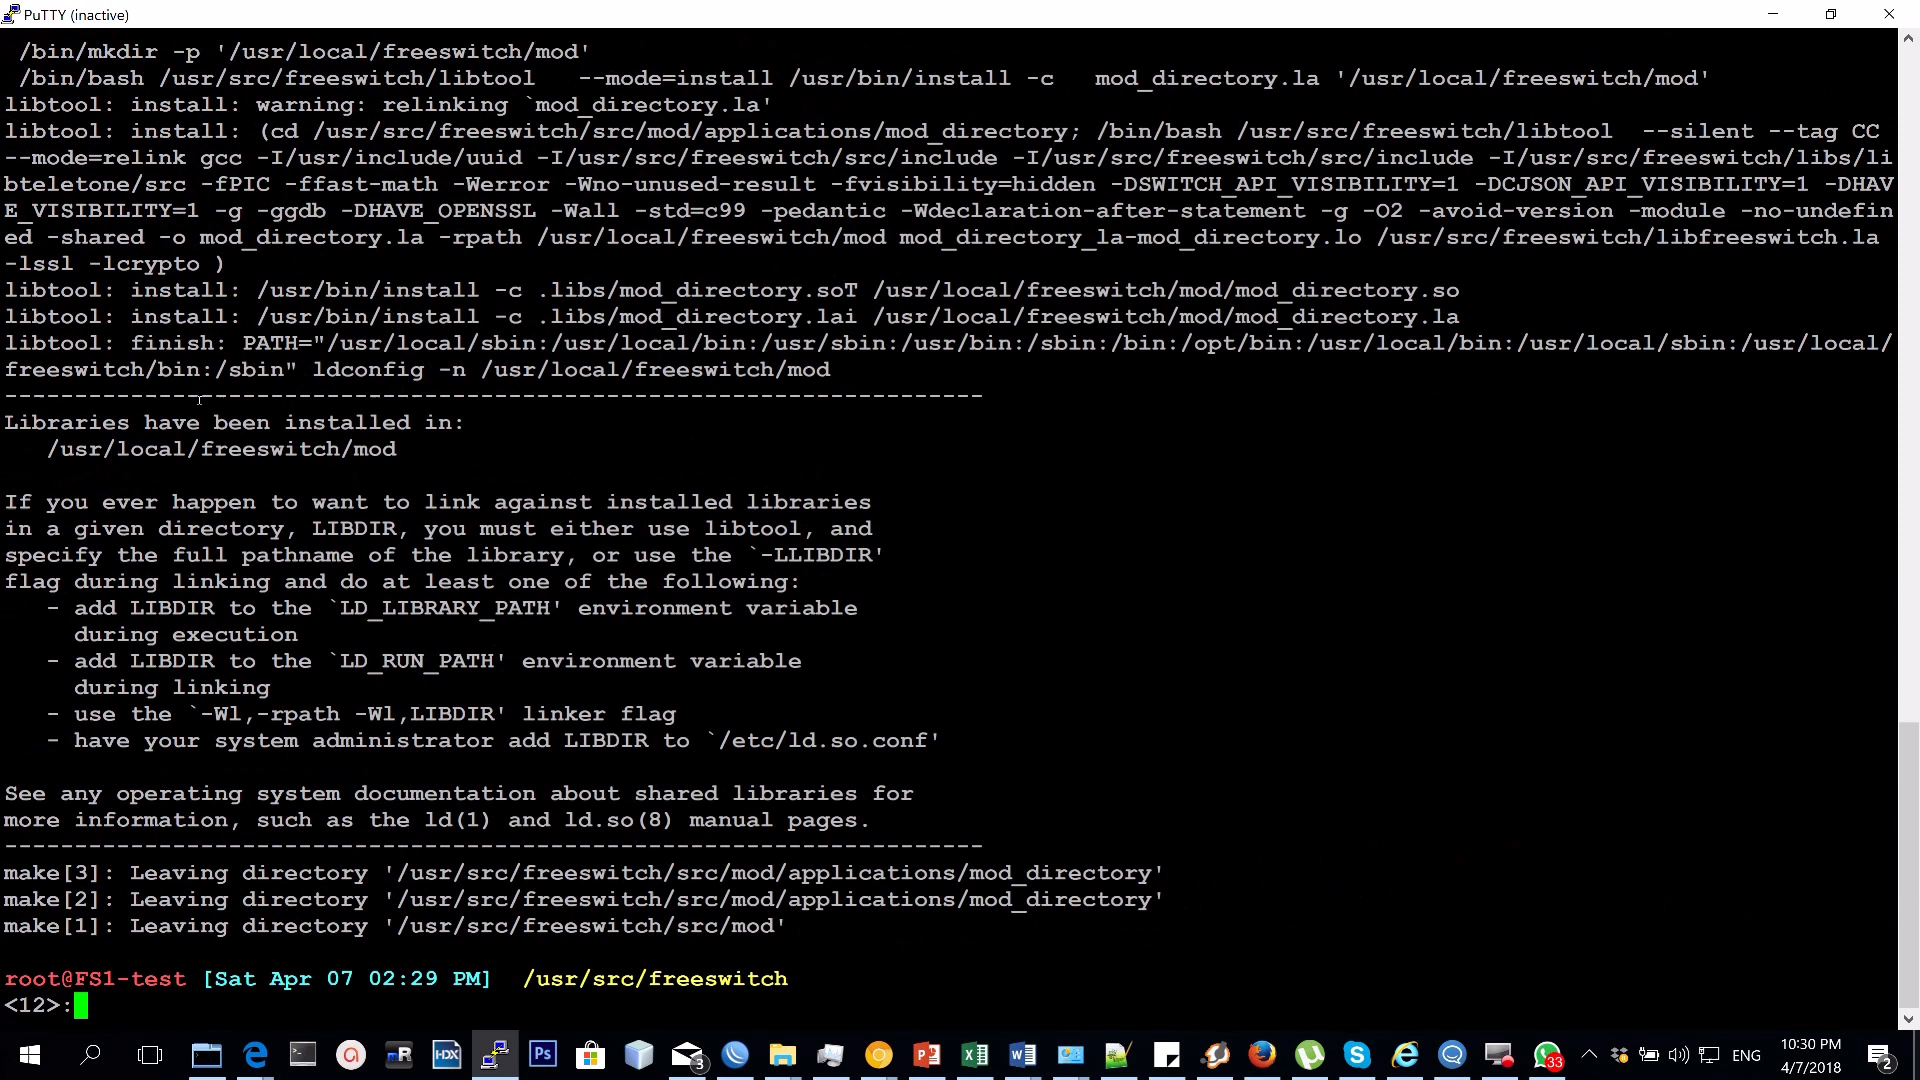 PuTTY (inactive)
/bin/mkdir -p '/usr/local/freeswitch/mod'
/bin/bash /usr/src/freeswitch/libtool   --mode=install /usr/bin/install -c   mod_directory.la '/usr/local/freeswitch/mod'
libtool: install: warning: relinking `mod_directory.la'
libtool: install: (cd /usr/src/freeswitch/src/mod/applications/mod_directory; /bin/bash /usr/src/freeswitch/libtool  --silent --tag CC
--mode=relink gcc -I/usr/include/uuid -I/usr/src/freeswitch/src/include -I/usr/src/freeswitch/src/include -I/usr/src/freeswitch/libs/li
bteletone/src -fPIC -ffast-math -Werror -Wno-unused-result -fvisibility=hidden -DSWITCH_API_VISIBILITY=1 -DCJSON_API_VISIBILITY=1 -DHAV
E_VISIBILITY=1 -g -ggdb -DHAVE_OPENSSL -Wall -std=c99 -pedantic -Wdeclaration-after-statement -g -O2 -avoid-version -module -no-undefin
ed -shared -o mod_directory.la -rpath /usr/local/freeswitch/mod mod_directory_la-mod_directory.lo /usr/src/freeswitch/libfreeswitch.la
-lssl -lcrypto )
libtool: install: /usr/bin/install -c .libs/mod_directory.soT /usr/local/freeswitch/mod/mod_directory.so
libtool: install: /usr/bin/install -c .libs/mod_directory.lai /usr/local/freeswitch/mod/mod_directory.la
libtool: finish: PATH="/usr/local/sbin:/usr/local/bin:/usr/sbin:/usr/bin:/sbin:/bin:/opt/bin:/usr/local/bin:/usr/local/sbin:/usr/local/
freeswitch/bin:/sbin" ldconfig -n /usr/local/freeswitch/mod
----------------------------------------------------------------------
Libraries have been installed in:
   /usr/local/freeswitch/mod
If you ever happen to want to link against installed libraries
in a given directory, LIBDIR, you must either use libtool, and
specify the full pathname of the library, or use the `-LLIBDIR'
flag during linking and do at least one of the following:
   - add LIBDIR to the `LD_LIBRARY_PATH' environment variable
     during execution
   - add LIBDIR to the `LD_RUN_PATH' environment variable
     during linking
   - use the `-Wl,-rpath -Wl,LIBDIR' linker flag
   - have your system administrator add LIBDIR to `/etc/ld.so.conf'
See any operating system documentation about shared libraries for
more information, such as the ld(1) and ld.so(8) manual pages.
----------------------------------------------------------------------
make[3]: Leaving directory '/usr/src/freeswitch/src/mod/applications/mod_directory'
make[2]: Leaving directory '/usr/src/freeswitch/src/mod/applications/mod_directory'
make[1]: Leaving directory '/usr/src/freeswitch/src/mod'
root@FS1-test [Sat Apr 07 02:29 PM]  /usr/src/freeswitch
<12>:
mR HDX Ps 3 33 ENG 10:30 PM 2
4/7/2018